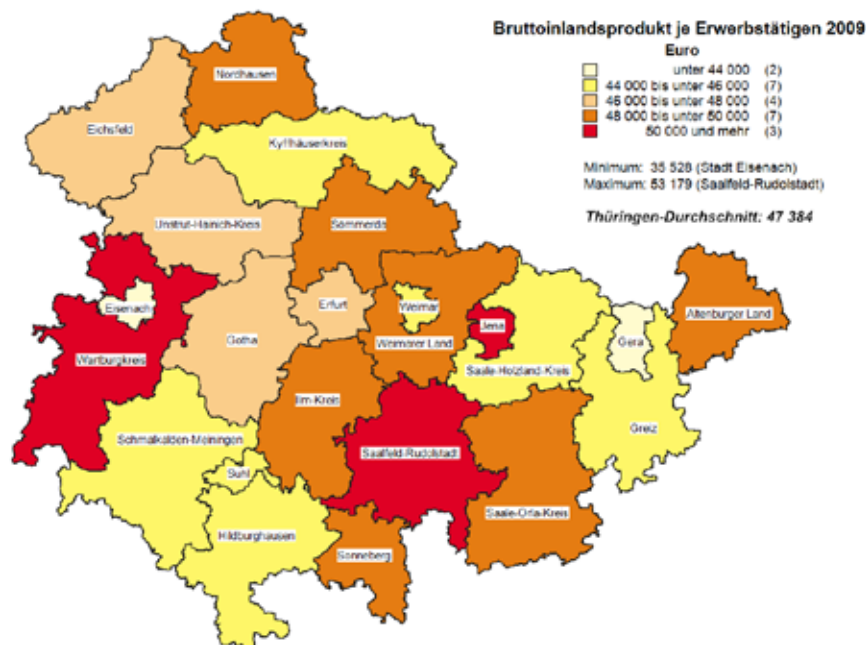 Bruttoinlandsprodukt je Erwerbstätigen 2009
Euro
unter 44 000 (2)
44 000 bis unter 46 000 (7)
46 000 bis unter 48 000 (4)
48 000 bis unter 50 000 (7)
50 000 und mehr (3)
Minimum: 35 528 (Stadt Eisenach)
Maximum: 53 179 (Saalfeld-Rudolstadt)
Thüringen-Durchschnitt: 47 384
Nordhausen
Eichsfeld
Kyffhäuserkreis
Unstrut-Hainich-Kreis
Sömmerda
Eisenach
Erfurt
Weimar
Altenburger Land
Jena
Gotha
Weimarer Land
Gera
Wartburgkreis
Saale-Holzland-Kreis
Ilm-Kreis
Greiz
Schmalkalden-Meiningen
Saalfeld-Rudolstadt
Suhl
Saale-Orla-Kreis
Hildburghausen
Sonneberg